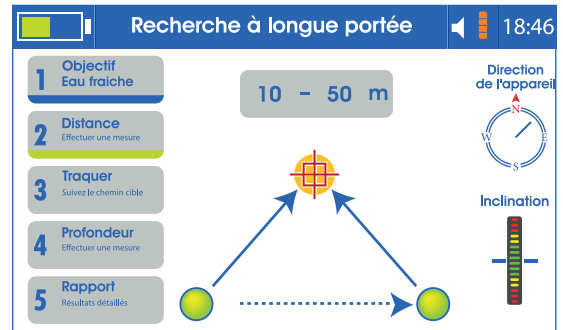 Recherche à longue portée
18:46
1 Objectif
Eau fraiche
2 Distance
Effectuer une mesure
3 Traquer
Suivez le chemin cible
4 Profondeur
Effectuer une mesure
5 Rapport
Résultats détaillés
10 - 50 m
Direction
de l'appareil
N
W
E
S
Inclination